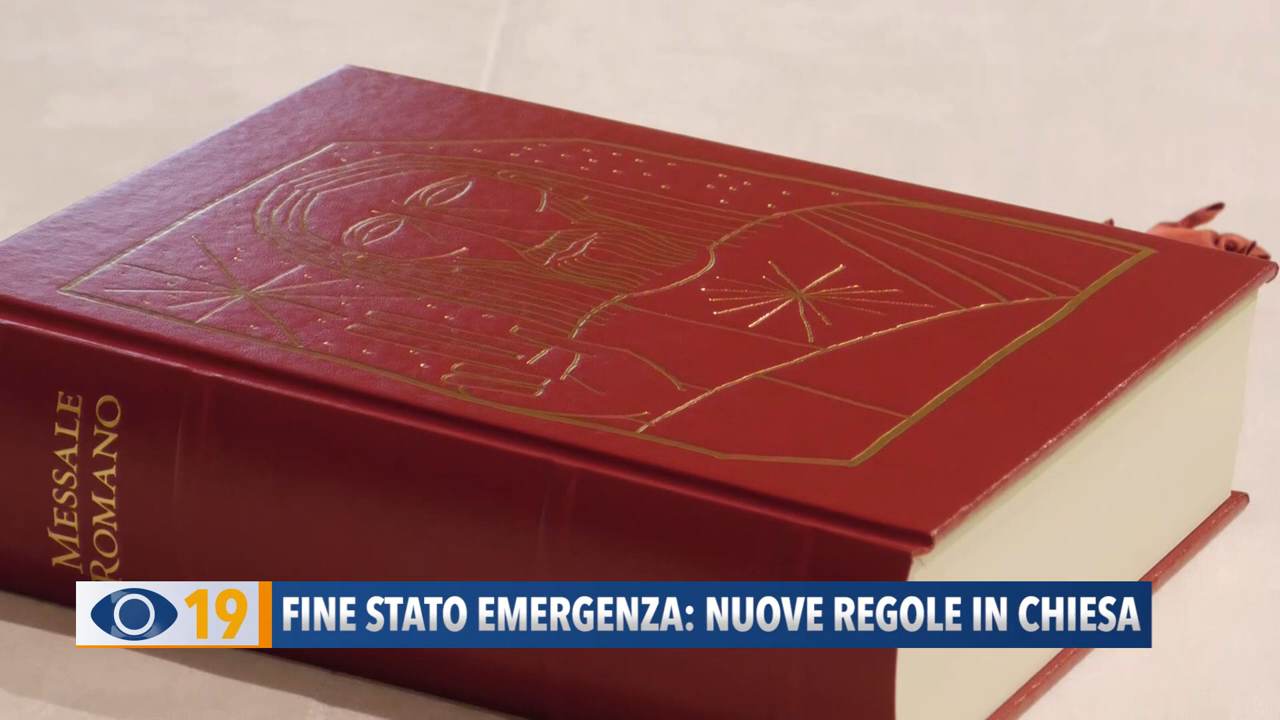 MESSALE
ROMANO
19
FINE STATO EMERGENZA: NUOVE REGOLE IN CHIESA